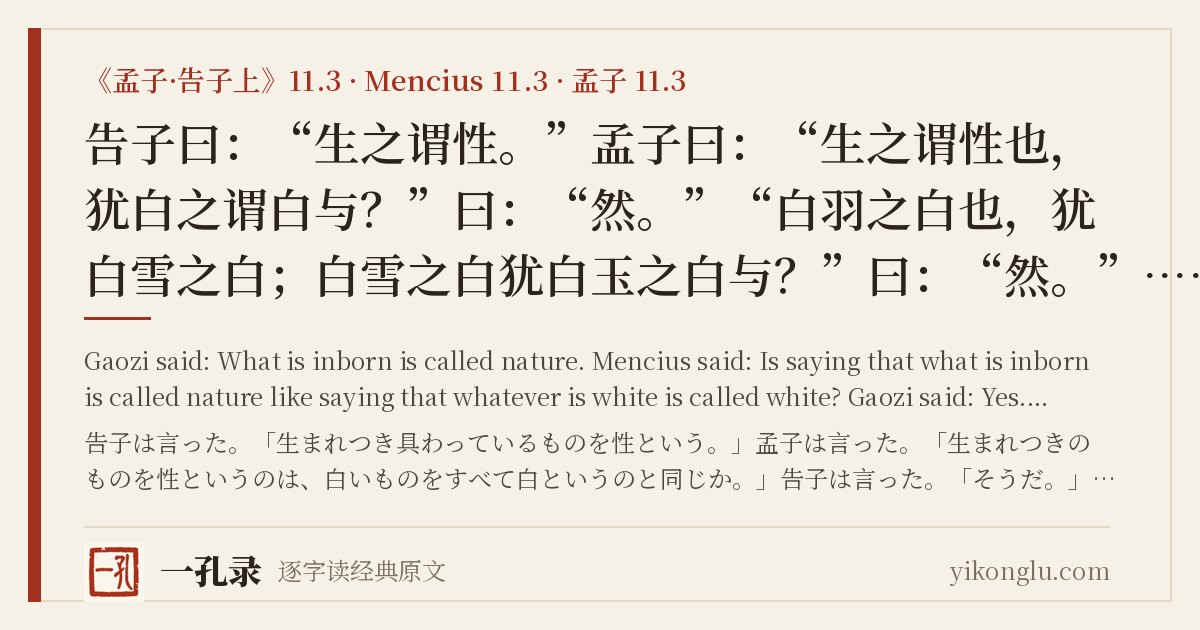 《孟子·告子上》11.3 · Mencius 11.3 · 孟子 11.3
告子曰：“生之谓性。”孟子曰：“生之谓性也，
犹白之谓白与？”曰：“然。”“白羽之白也，犹
白雪之白；白雪之白犹白玉之白与？”曰：“然。”…
Gaozi said: What is inborn is called nature. Mencius said: Is saying that what is inborn
is called nature like saying that whatever is white is called white? Gaozi said: Yes....
告子は言った。「生まれつき具わっているものを性という。」孟子は言った。「生まれつきの
ものを性というのは、白いものをすべて白というのと同じか。」告子は言った。「そうだ。」…
一孔
一孔录 逐字读经典原文
yikonglu.com